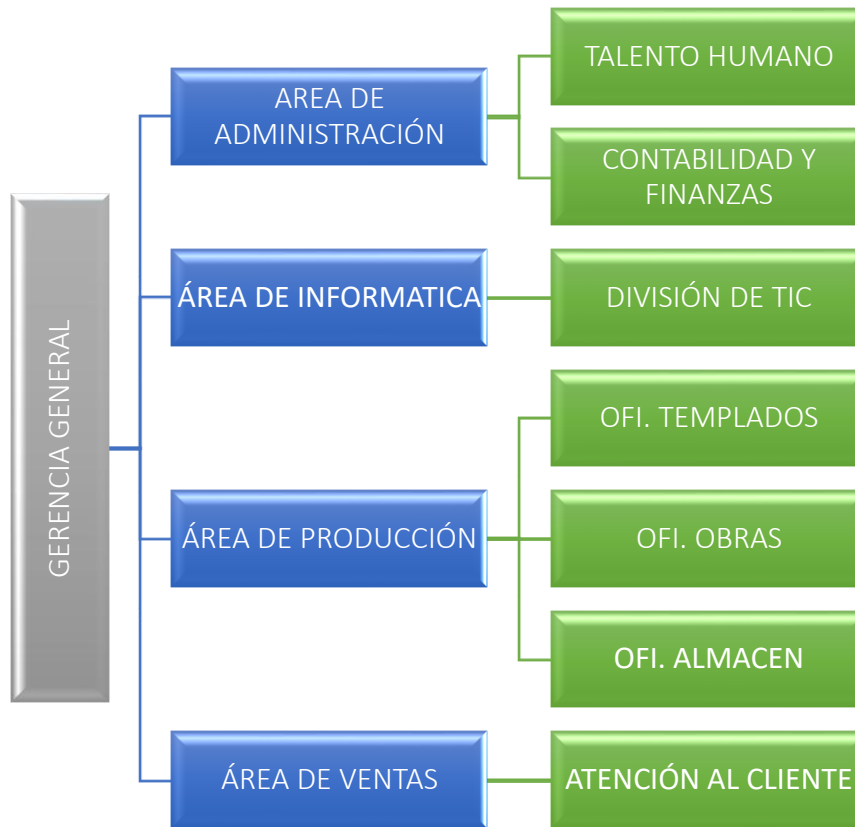 GERENCIA GENERAL
AREA DE
ADMINISTRACIÓN
TALENTO HUMANO
CONTABILIDAD Y
FINANZAS
ÁREA DE INFORMATICA
DIVISIÓN DE TIC
ÁREA DE PRODUCCIÓN
OFI. TEMPLADOS
OFI. OBRAS
OFI. ALMACEN
ÁREA DE VENTAS
ATENCIÓN AL CLIENTE